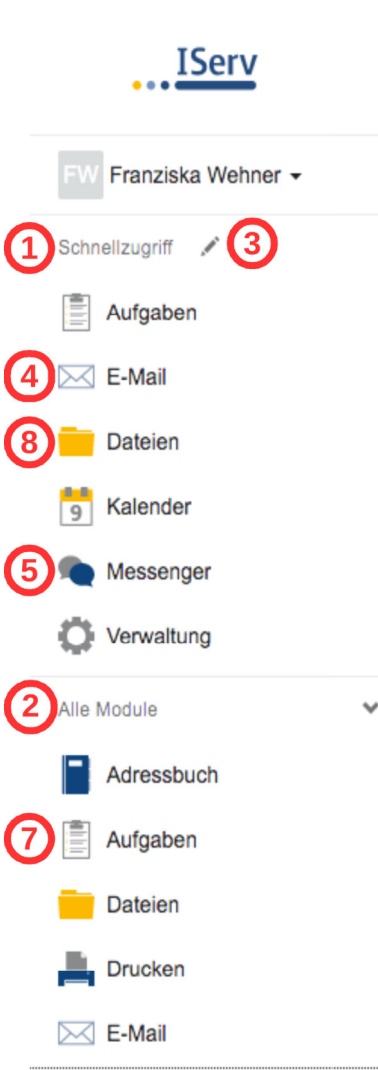 IServ
FW Franziska Wehner
1 Schnellzugriff 3
Aufgaben
4 E-Mail
8 Dateien
9 Kalender
5 Messenger
Verwaltung
2 Alle Module
Adressbuch
7 Aufgaben
Dateien
Drucken
E-Mail